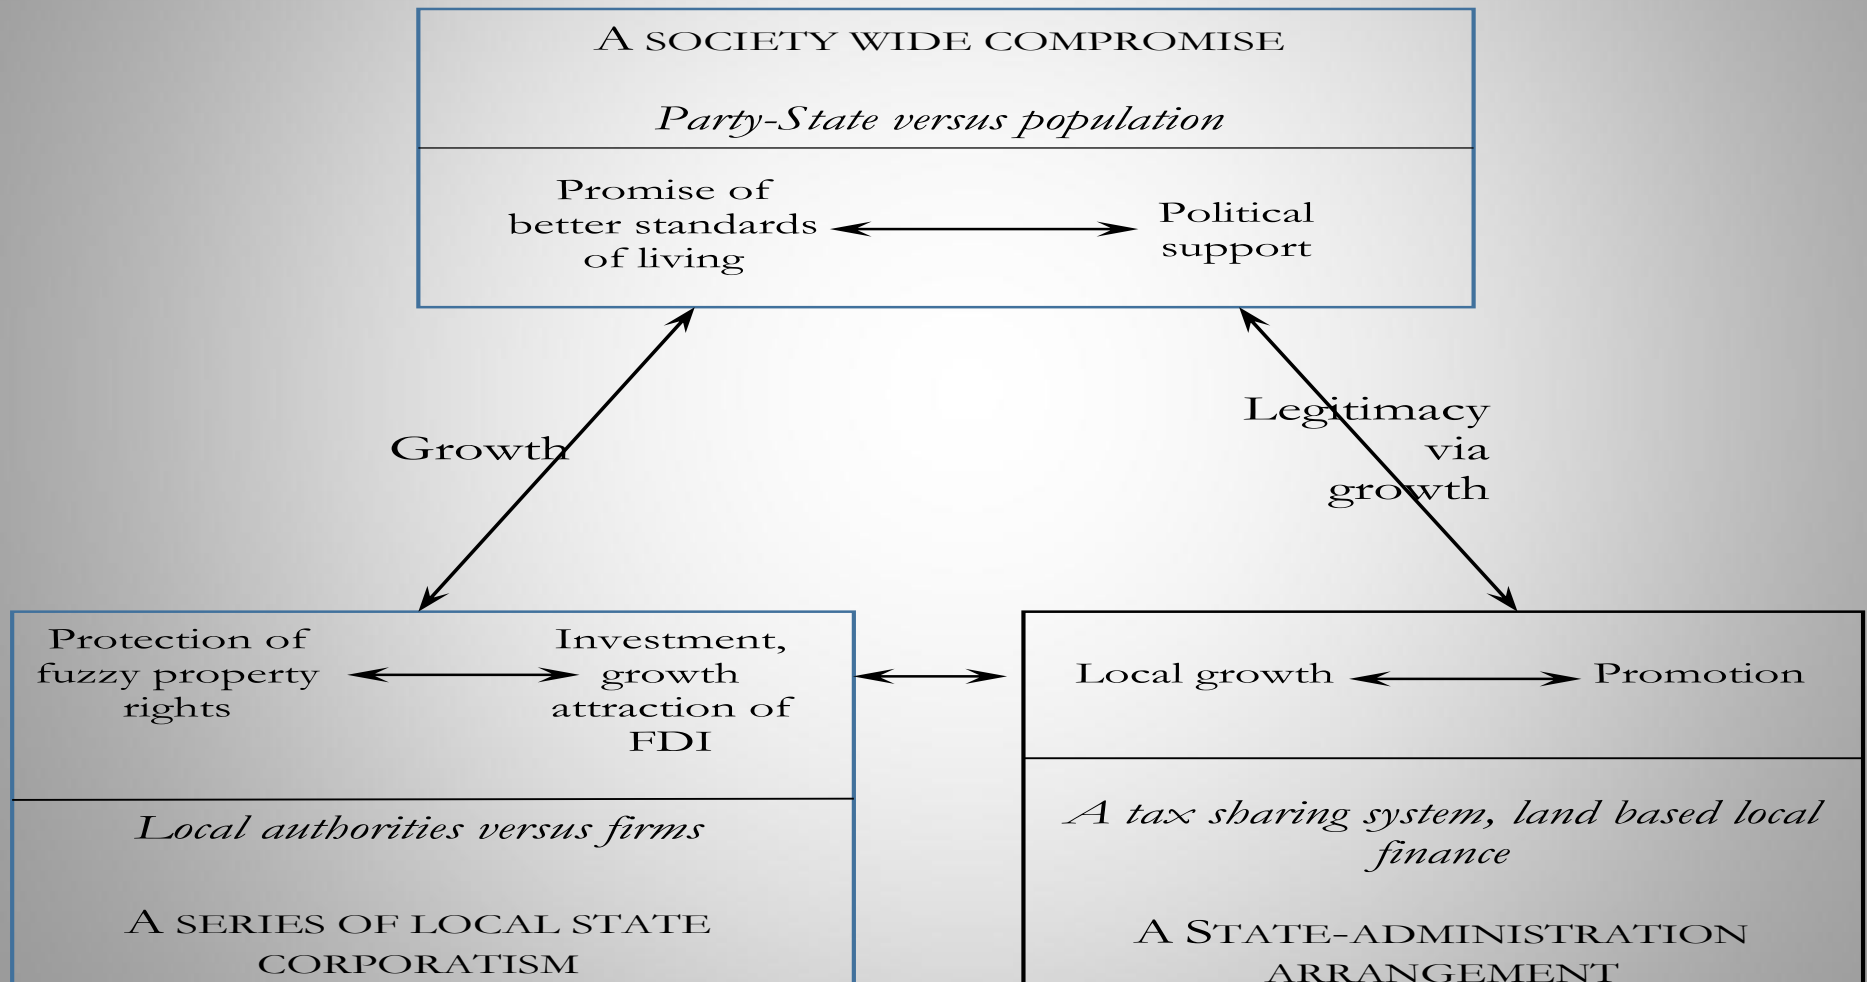 A SOCIETY WIDE COMPROMISE
Party-State versus population
Promise of
better standards
of living
Political
support
Growth
Legitimacy
via
growth
Protection of
fuzzy property
rights
Investment,
growth
attraction of
FDI
Local authorities versus firms
A SERIES OF LOCAL STATE
CORPORATISM
Local growth
Promotion
A tax sharing system, land based local
finance
A STATE-ADMINISTRATION
ARRANGEMENT